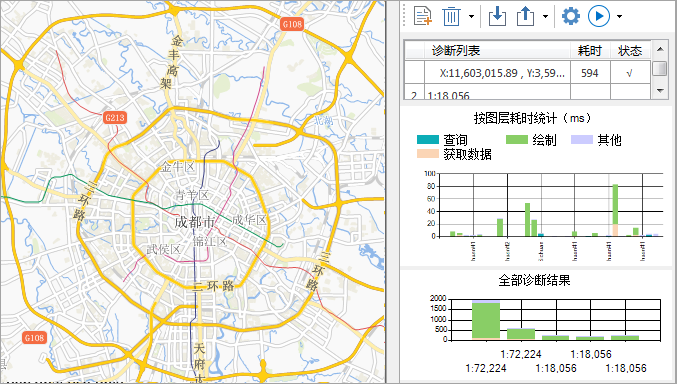 G108
金丰高架
G213
北湖
金牛区
青羊区
三环路
成都市
成华区
锦江区
武侯区
三环路
二环路
G108
天府大
诊断列表 耗时 状态
X:11,603,015.89 , Y:3,59... 594 √
2 1:18,056
按图层耗时统计（ms）
查询 绘制 其他
获取数据
100
80
60
40
20
0
全部诊断结果
2000
1500
1000
500
0
1:72,224 1:18,056
1:72,224 1:18,056 1:18,056